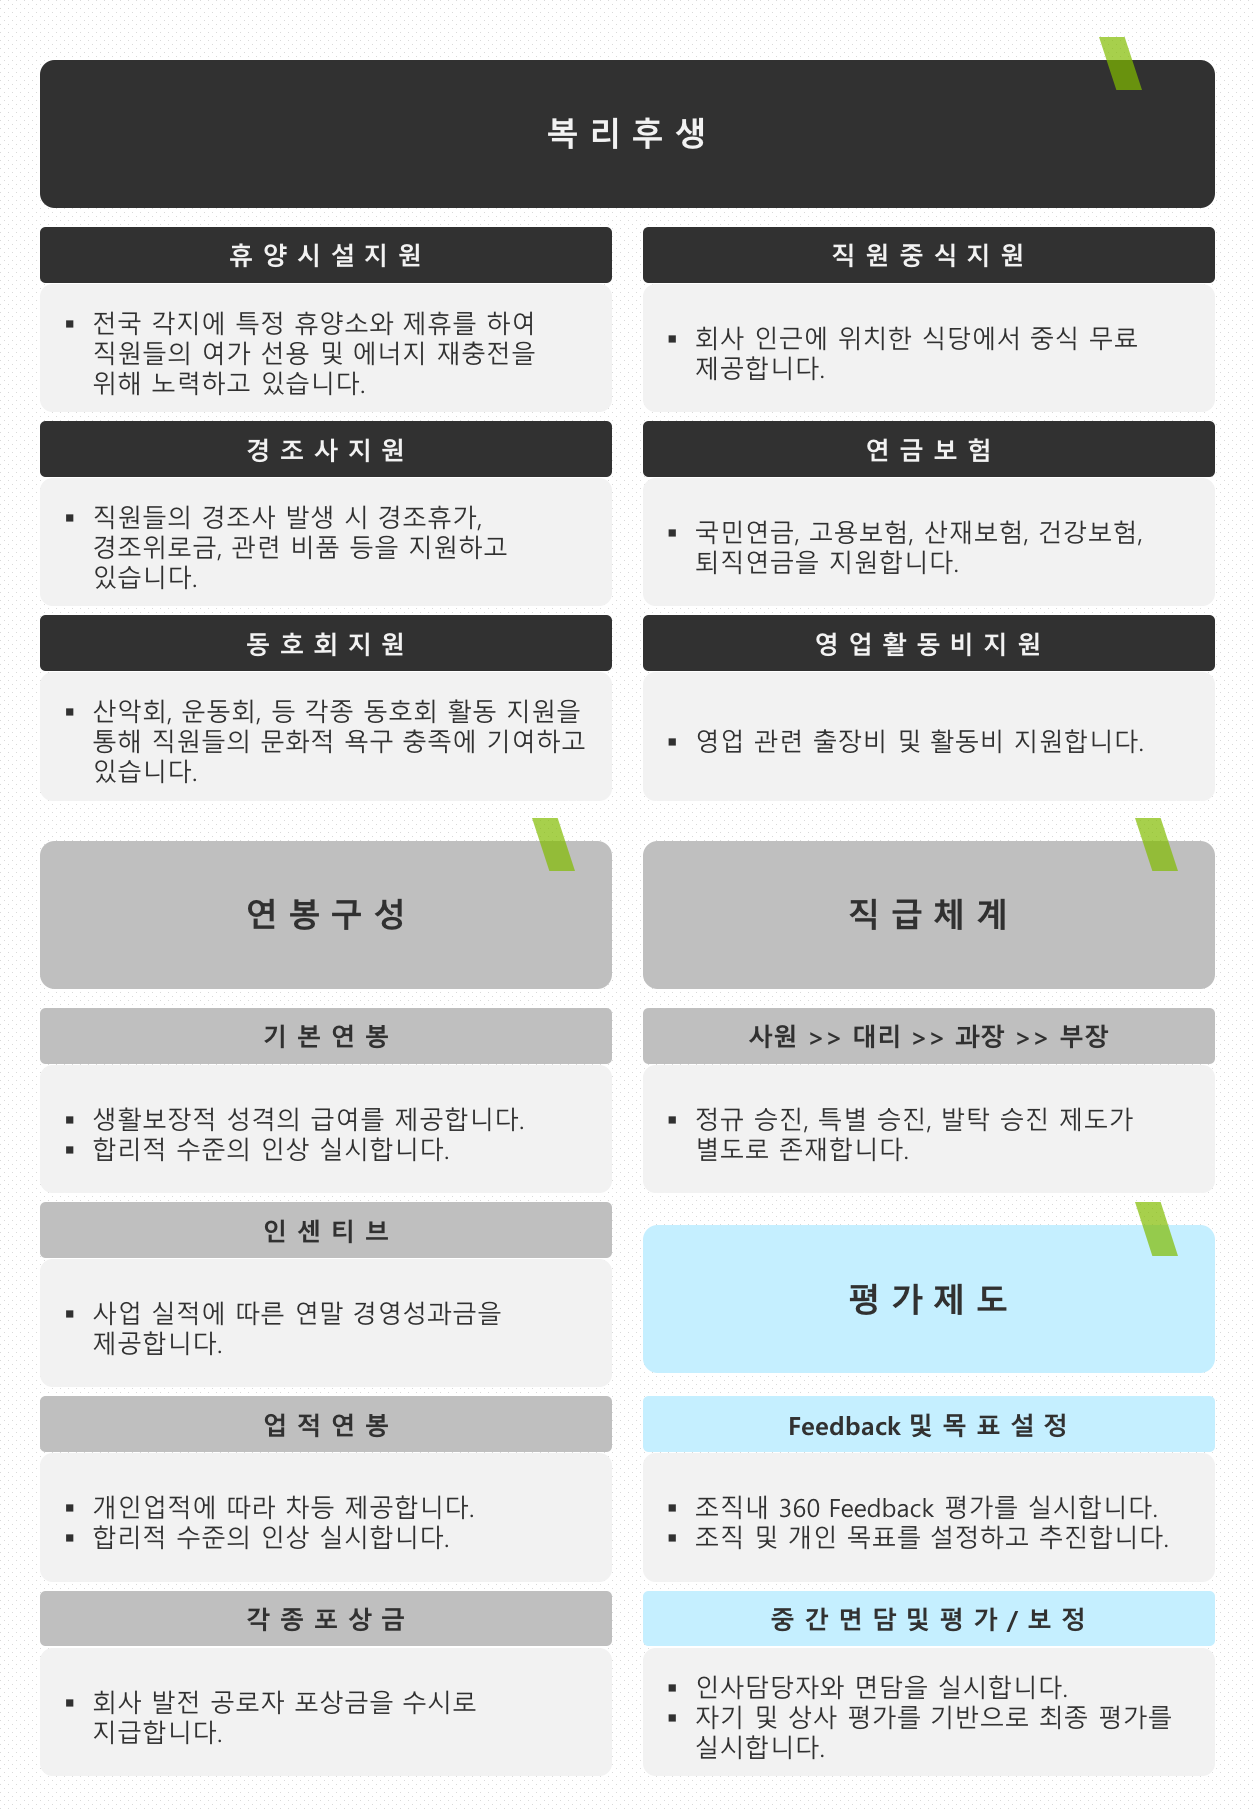 복리후생
휴양시설지원
▪ 전국 각지에 특정 휴양소와 제휴를 하여
직원들의 여가 선용 및 에너지 재충전을
위해 노력하고 있습니다.
직원중식지원
▪ 회사 인근에 위치한 식당에서 중식 무료
제공합니다.
경조사지원
▪ 직원들의 경조사 발생 시 경조휴가,
경조위로금, 관련 비품 등을 지원하고
있습니다.
연금보험
▪ 국민연금, 고용보험, 산재보험, 건강보험,
퇴직연금을 지원합니다.
동호회지원
▪ 산악회, 운동회, 등 각종 동호회 활동 지원을
통해 직원들의 문화적 욕구 충족에 기여하고
있습니다.
영업활동비지원
▪ 영업 관련 출장비 및 활동비 지원합니다.
연봉구성
기본연봉
▪ 생활보장적 성격의 급여를 제공합니다.
▪ 합리적 수준의 인상 실시합니다.
인센티브
▪ 사업 실적에 따른 연말 경영성과금을
제공합니다.
업적연봉
▪ 개인업적에 따라 차등 제공합니다.
▪ 합리적 수준의 인상 실시합니다.
각종포상금
▪ 회사 발전 공로자 포상금을 수시로
지급합니다.
직급체계
사원 >> 대리 >> 과장 >> 부장
▪ 정규 승진, 특별 승진, 발탁 승진 제도가
별도로 존재합니다.
평가제도
Feedback 및 목표설정
▪ 조직내 360 Feedback 평가를 실시합니다.
▪ 조직 및 개인 목표를 설정하고 추진합니다.
중간면담및평가/보정
▪ 인사담당자와 면담을 실시합니다.
▪ 자기 및 상사 평가를 기반으로 최종 평가를
실시합니다.